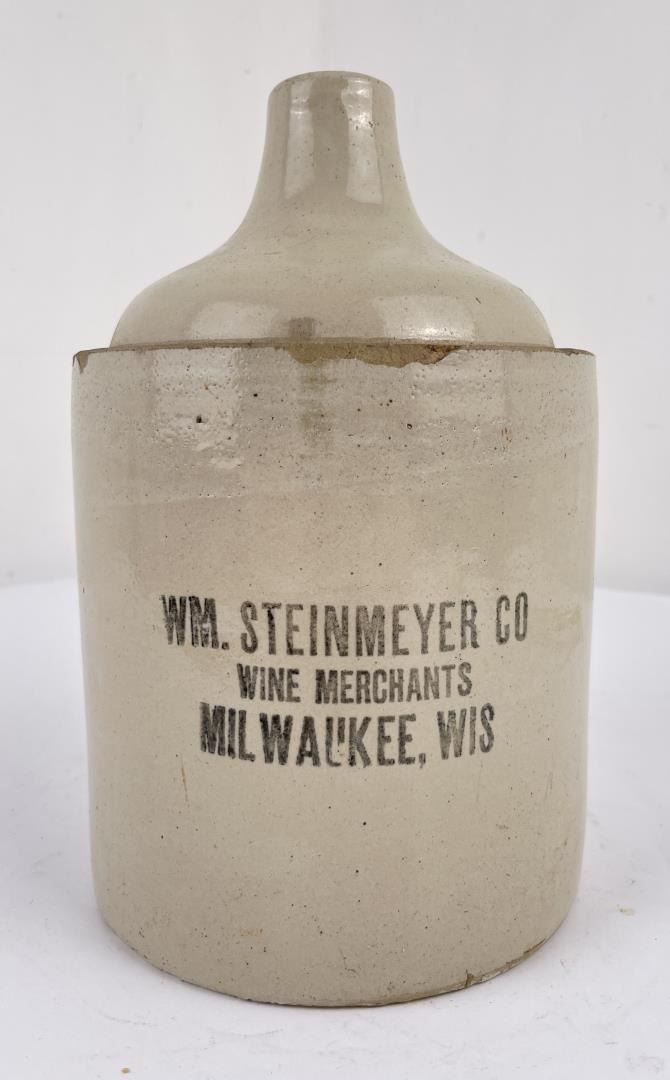 WM. STEINMEYER CO
WINE MERCHANTS
MILWAUKEE, WIS